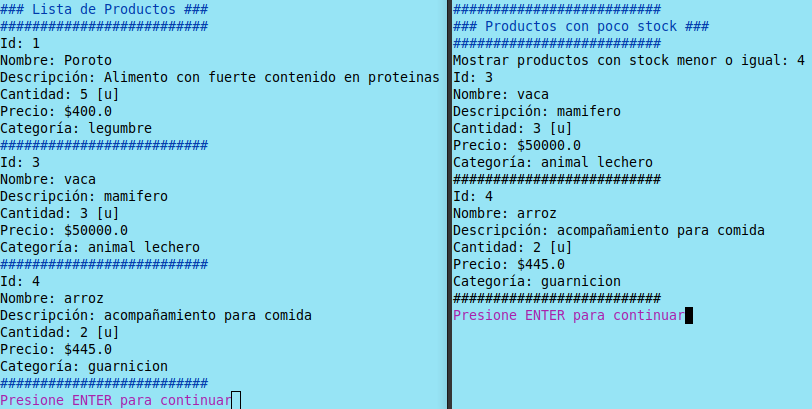 ### Lista de Productos ###
##########################
Id: 1
Nombre: Poroto
Descripción: Alimento con fuerte contenido en proteinas
Cantidad: 5 [u]
Precio: $400.0
Categoría: legumbre
##########################
Id: 3
Nombre: vaca
Descripción: mamifero
Cantidad: 3 [u]
Precio: $50000.0
Categoría: animal lechero
##########################
Id: 4
Nombre: arroz
Descripción: acompañamiento para comida
Cantidad: 2 [u]
Precio: $445.0
Categoría: guarnicion
##########################
Presione ENTER para continuar
##########################
### Productos con poco stock ###
##########################
Mostrar productos con stock menor o igual: 4
Id: 3
Nombre: vaca
Descripción: mamifero
Cantidad: 3 [u]
Precio: $50000.0
Categoría: animal lechero
##########################
Id: 4
Nombre: arroz
Descripción: acompañamiento para comida
Cantidad: 2 [u]
Precio: $445.0
Categoría: guarnicion
##########################
Presione ENTER para continuar